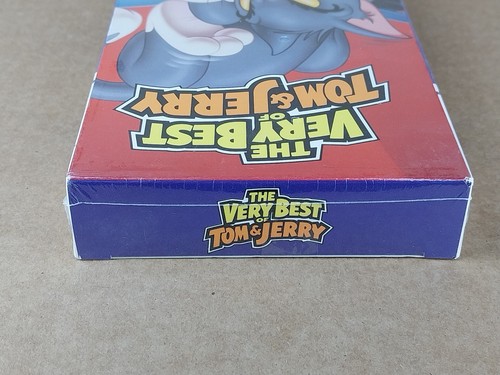 THE
VERY BEST
OF
TOM & JERRY
THE
VERY BEST
OF
TOM & JERRY